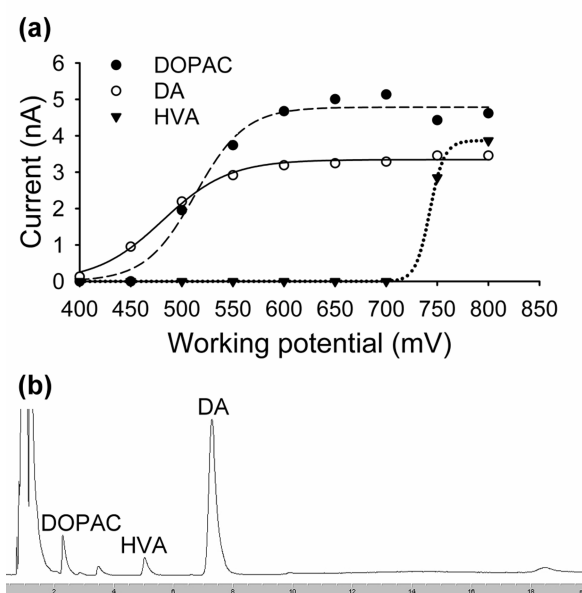 (a)
DOPAC
DA
HVA
Current (nA)
6
5
4
3
2
1
0
400 450 500 550 600 650 700 750 800 850
Working potential (mV)
(b)
DA
DOPAC
HVA
2 4 6 8 10 12 14 16 18